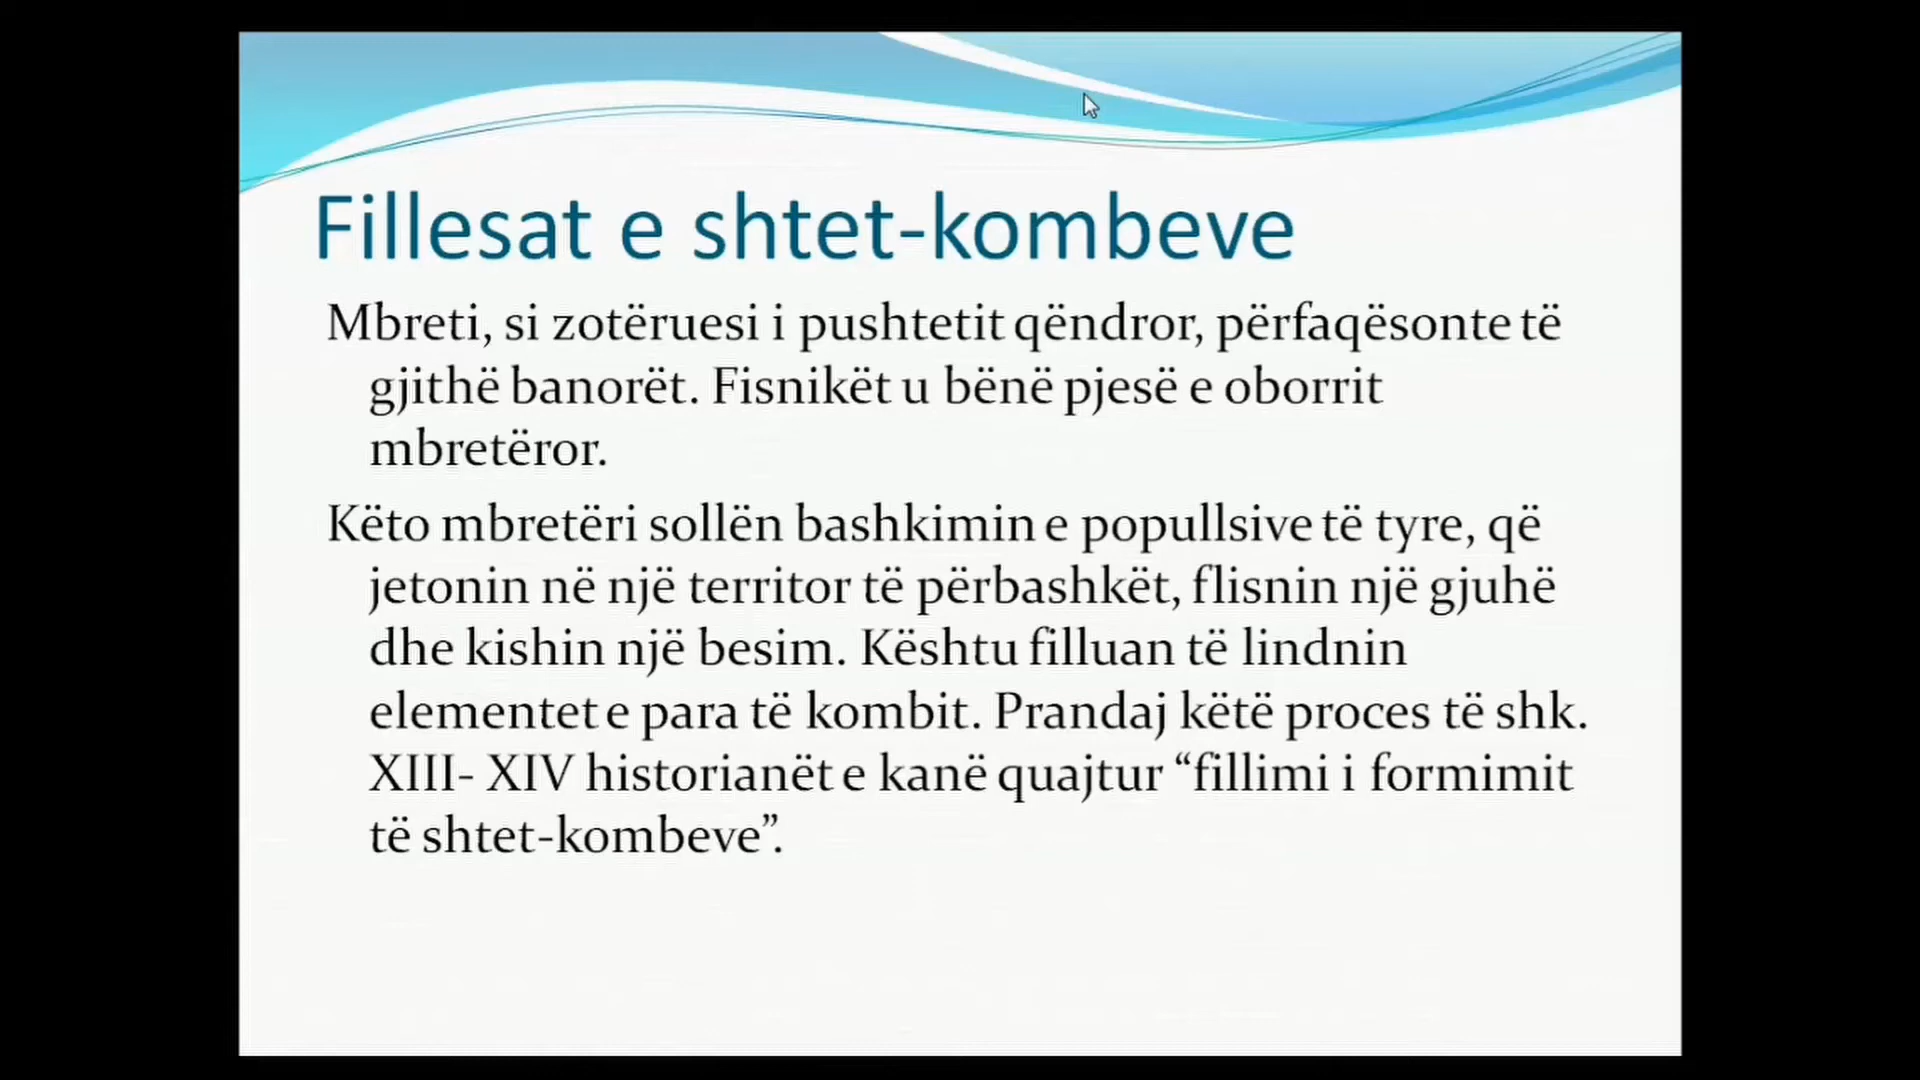 Fillesat e shtet-kombeve
Mbreti, si zotëruesi i pushtetit qëndror, përfaqësonte të
gjithë banorët. Fisnikët u bënë pjesë e oborrit
mbretëror.
Këto mbretëri sollën bashkimin e popullsive të tyre, që
jetonin në një territor të përbashkët, flisnin një gjuhë
dhe kishin një besim. Kështu filluan të lindnin
elementet e para të kombit. Prandaj këtë proces të shk.
XIII- XIV historianët e kanë quajtur “fillimi i formimit
të shtet-kombeve”.